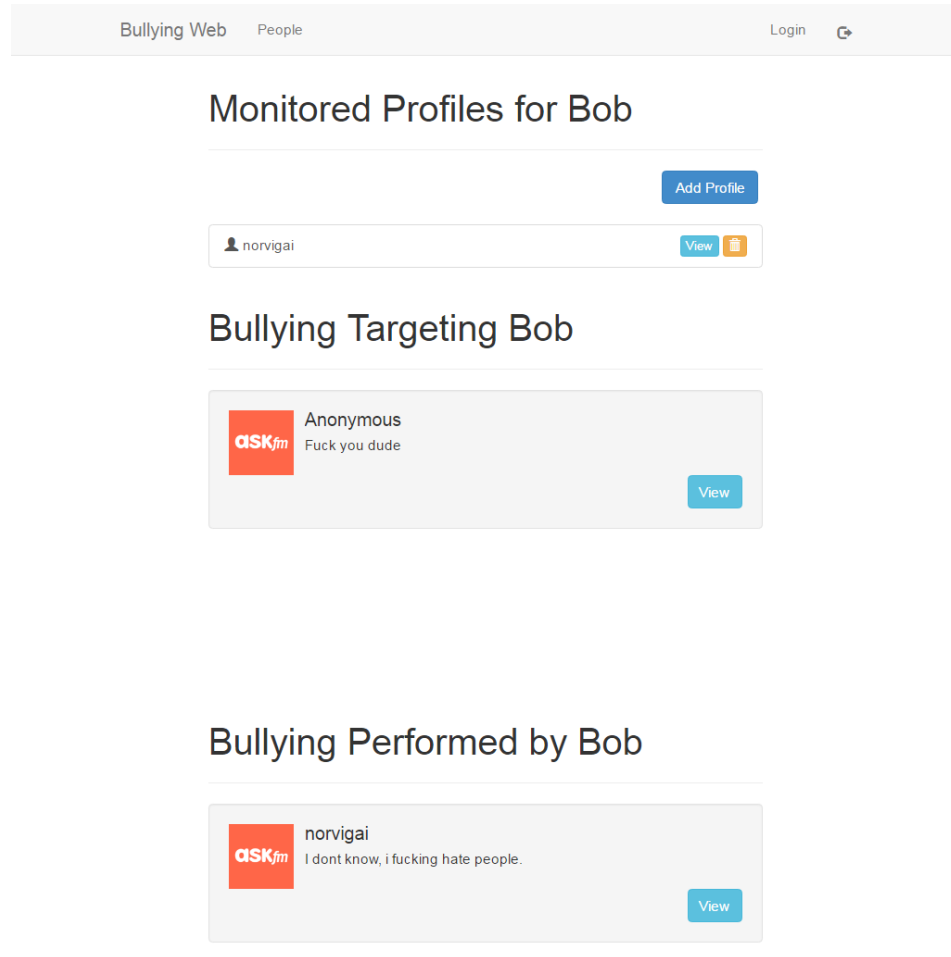 Bullying Web People Login
Monitored Profiles for Bob
Add Profile
norvigai View
Bullying Targeting Bob
Anonymous
askfm Fuck you dude
View
Bullying Performed by Bob
norvigai
askfm I dont know, i fucking hate people.
View